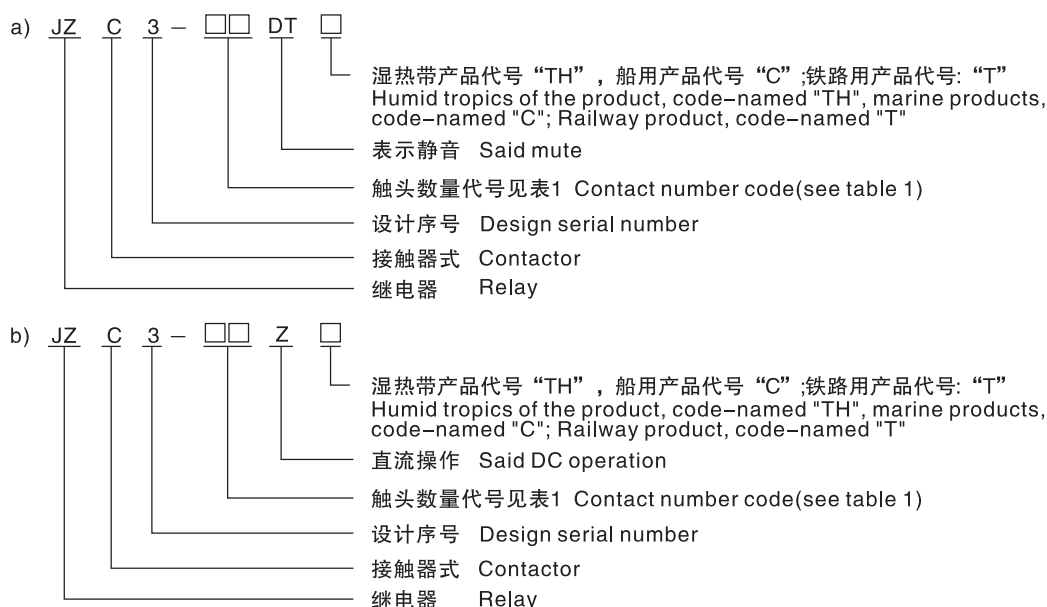 a) JZ C 3 – □□ DT □
湿热带产品代号“TH”，船用产品代号“C”;铁路用产品代号: “T”
Humid tropics of the product, code–named "TH", marine products,
code–named "C"; Railway product, code–named "T"
表示静音 Said mute
触头数量代号见表1 Contact number code(see table 1)
设计序号 Design serial number
接触器式 Contactor
继电器 Relay
b) JZ C 3 – □□ Z □
湿热带产品代号“TH”，船用产品代号“C”;铁路用产品代号: “T”
Humid tropics of the product, code–named "TH", marine products,
code–named "C"; Railway product, code–named "T"
直流操作 Said DC operation
触头数量代号见表1 Contact number code(see table 1)
设计序号 Design serial number
接触器式 Contactor
继电器 Relay